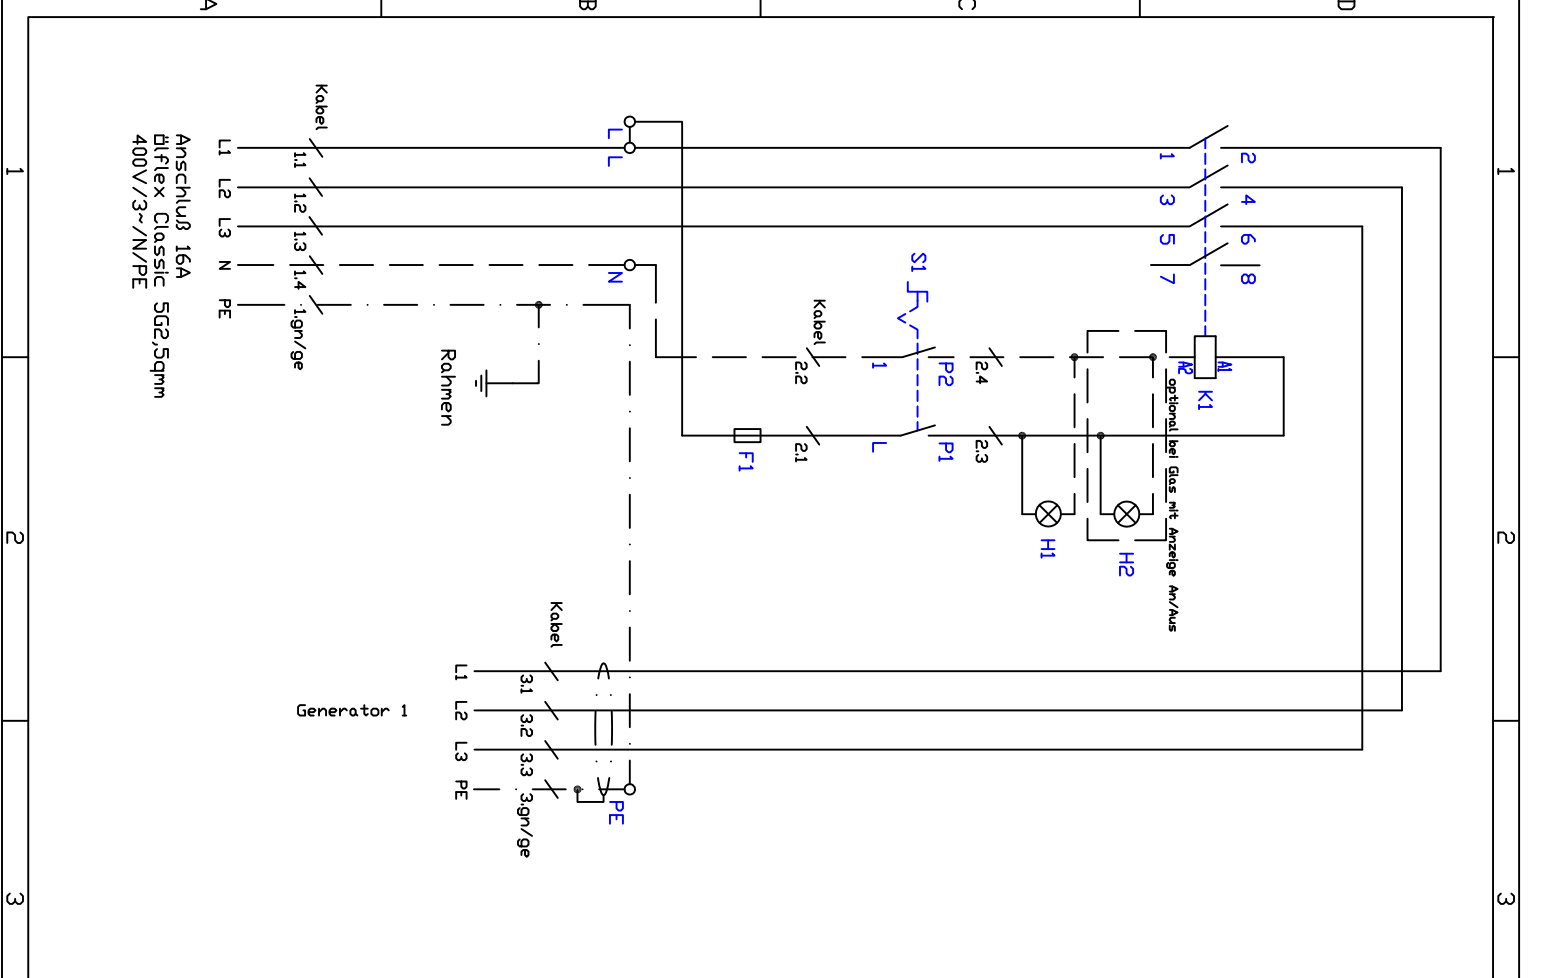 A
B
C
D
1
2
3
1
2
3
Anschluß 16A
ölflex Classic 5G2,5qmm
400V/3~/N/PE
Kabel
L1
1.1
L2
1.2
L3
1.3
N
1.4
PE
1.gn/ge
Rahmen
L
L
N
S1
Kabel
2.2
1
P2
2.4
F1
2.1
L
P1
2.3
1
2
3
4
5
6
7
8
A2
A1
K1
optional bei Glas mit Anzeige An/Aus
H1
H2
Kabel
Generator 1
L1
3.1
L2
3.2
L3
3.3
PE
3.gn/ge
PE